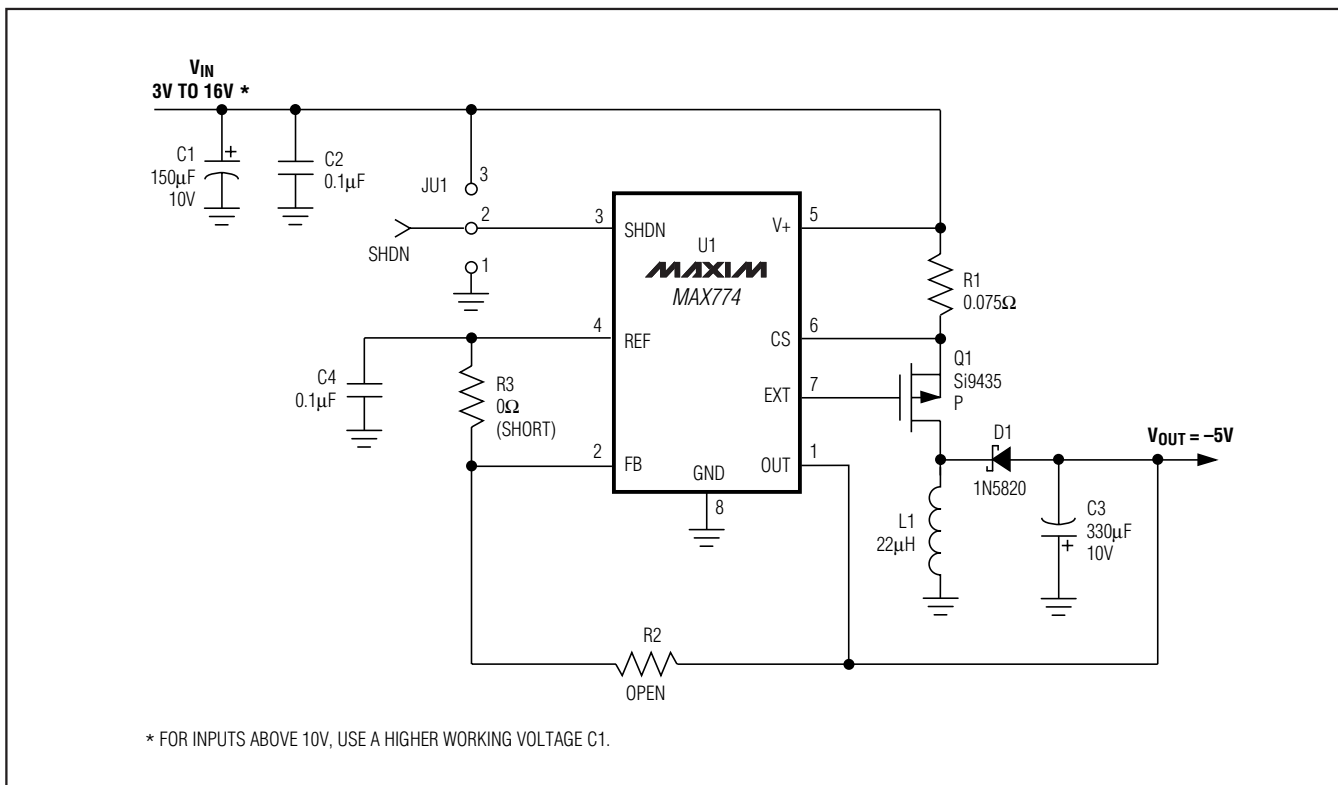 VIN
3V TO 16V *
C1
150µF
10V
+
C2
0.1µF
JU1
3
2
1
SHDN
3
SHDN
U1
MAXIM
MAX774
V+
5
R1
0.075Ω
4
REF
CS
6
C4
0.1µF
R3
0Ω
(SHORT)
EXT
7
Q1
Si9435
P
2
FB
GND
8
OUT
1
D1
1N5820
VOUT = –5V
L1
22µH
C3
330µF
10V
+
R2
OPEN
* FOR INPUTS ABOVE 10V, USE A HIGHER WORKING VOLTAGE C1.